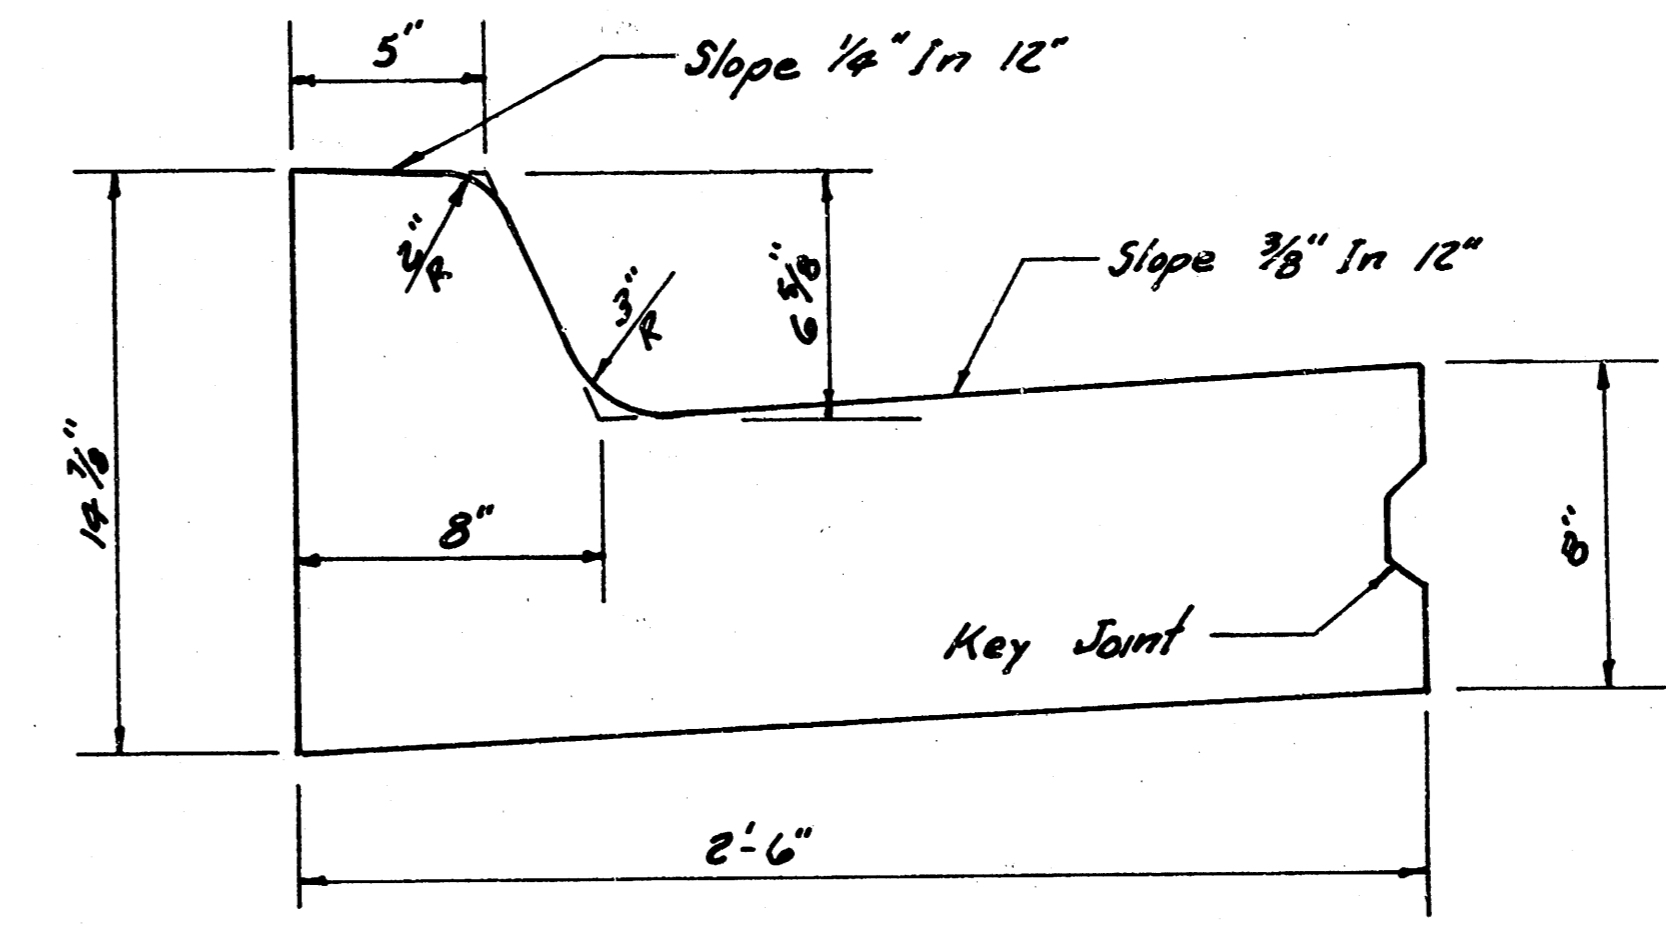 5"
Slope 1/4" In 12"
2" R
3" R
6 5/8"
Slope 3/8" In 12"
14 7/8"
8"
8"
Key Joint
2'-6"